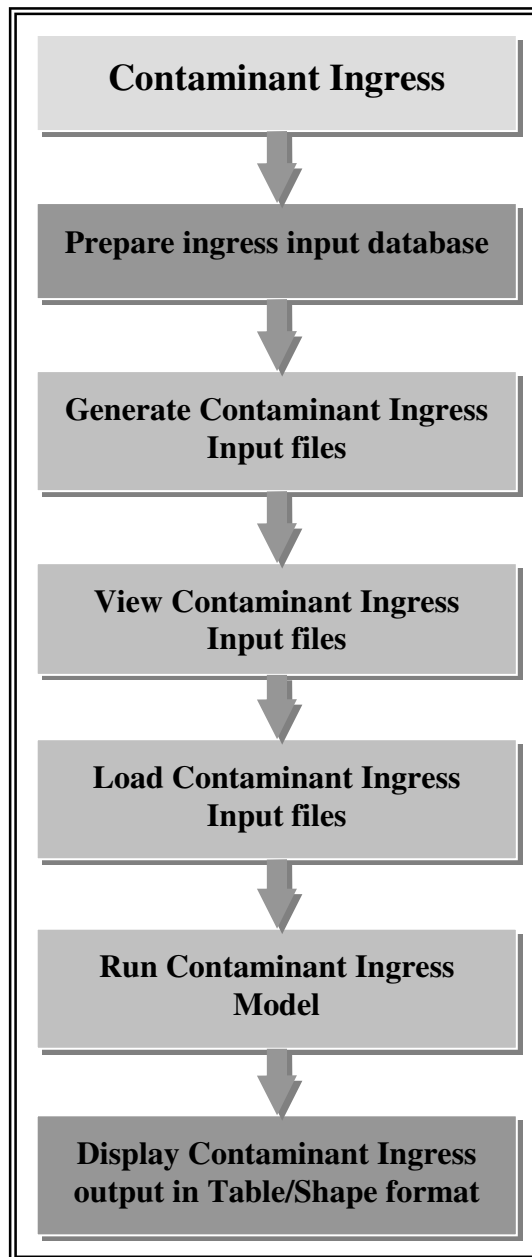 Contaminant Ingress
Prepare ingress input database
Generate Contaminant Ingress
Input files
View Contaminant Ingress
Input files
Load Contaminant Ingress
Input files
Run Contaminant Ingress
Model
Display Contaminant Ingress
output in Table/Shape format